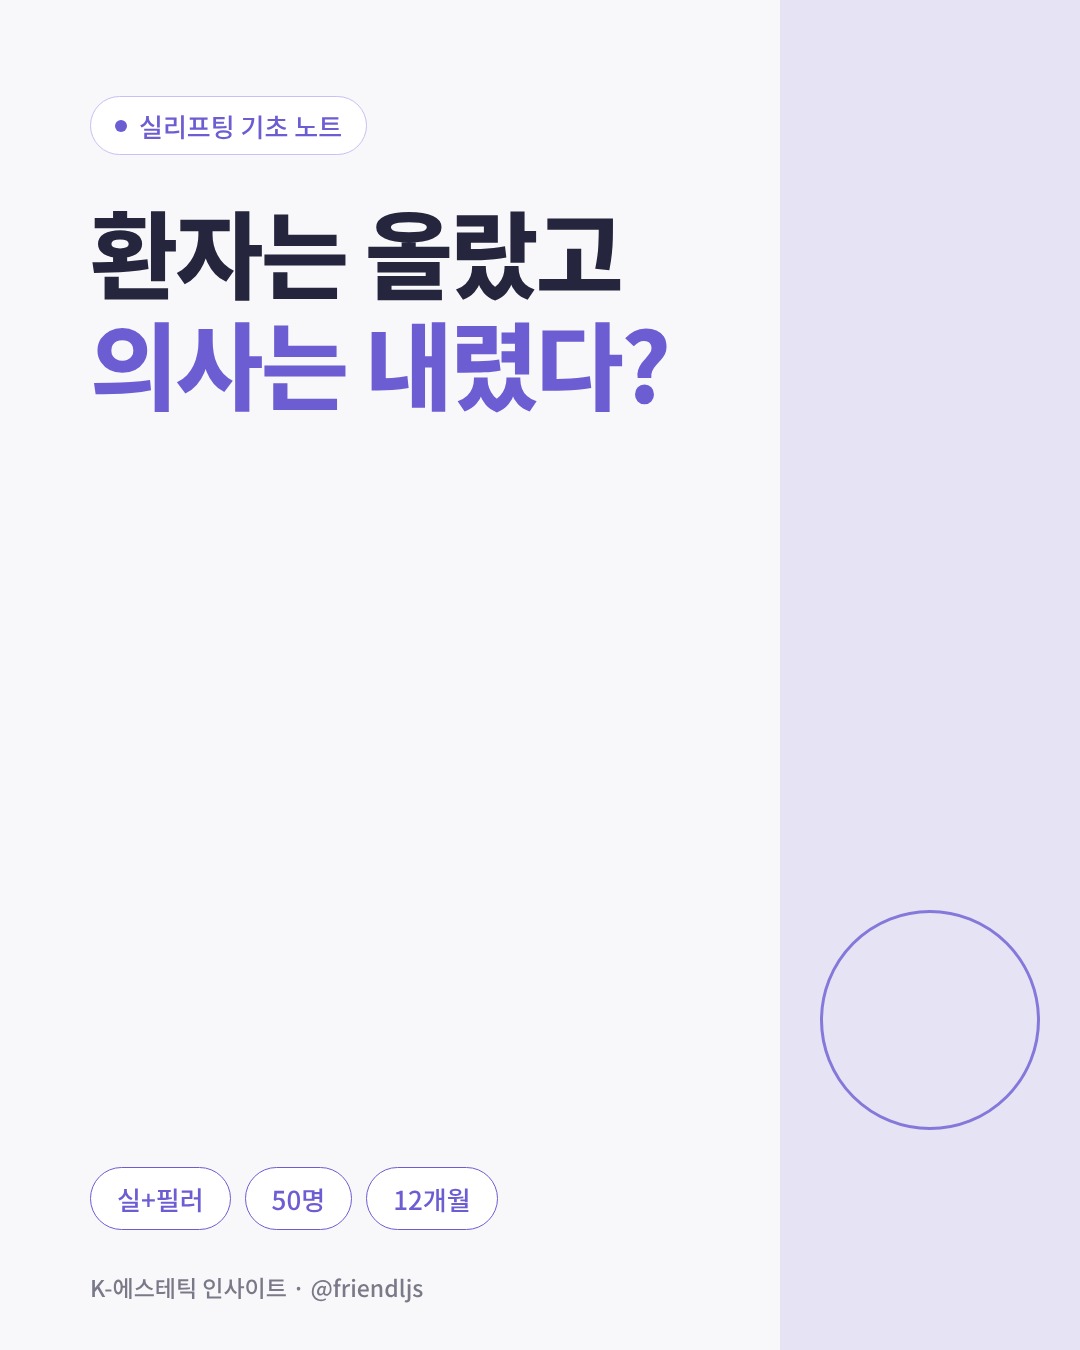 실리프팅 기초 노트
환자는 올랐고
의사는 내렸다?
실+필러
50명
12개월
K-에스테틱 인사이트 · @friendljs